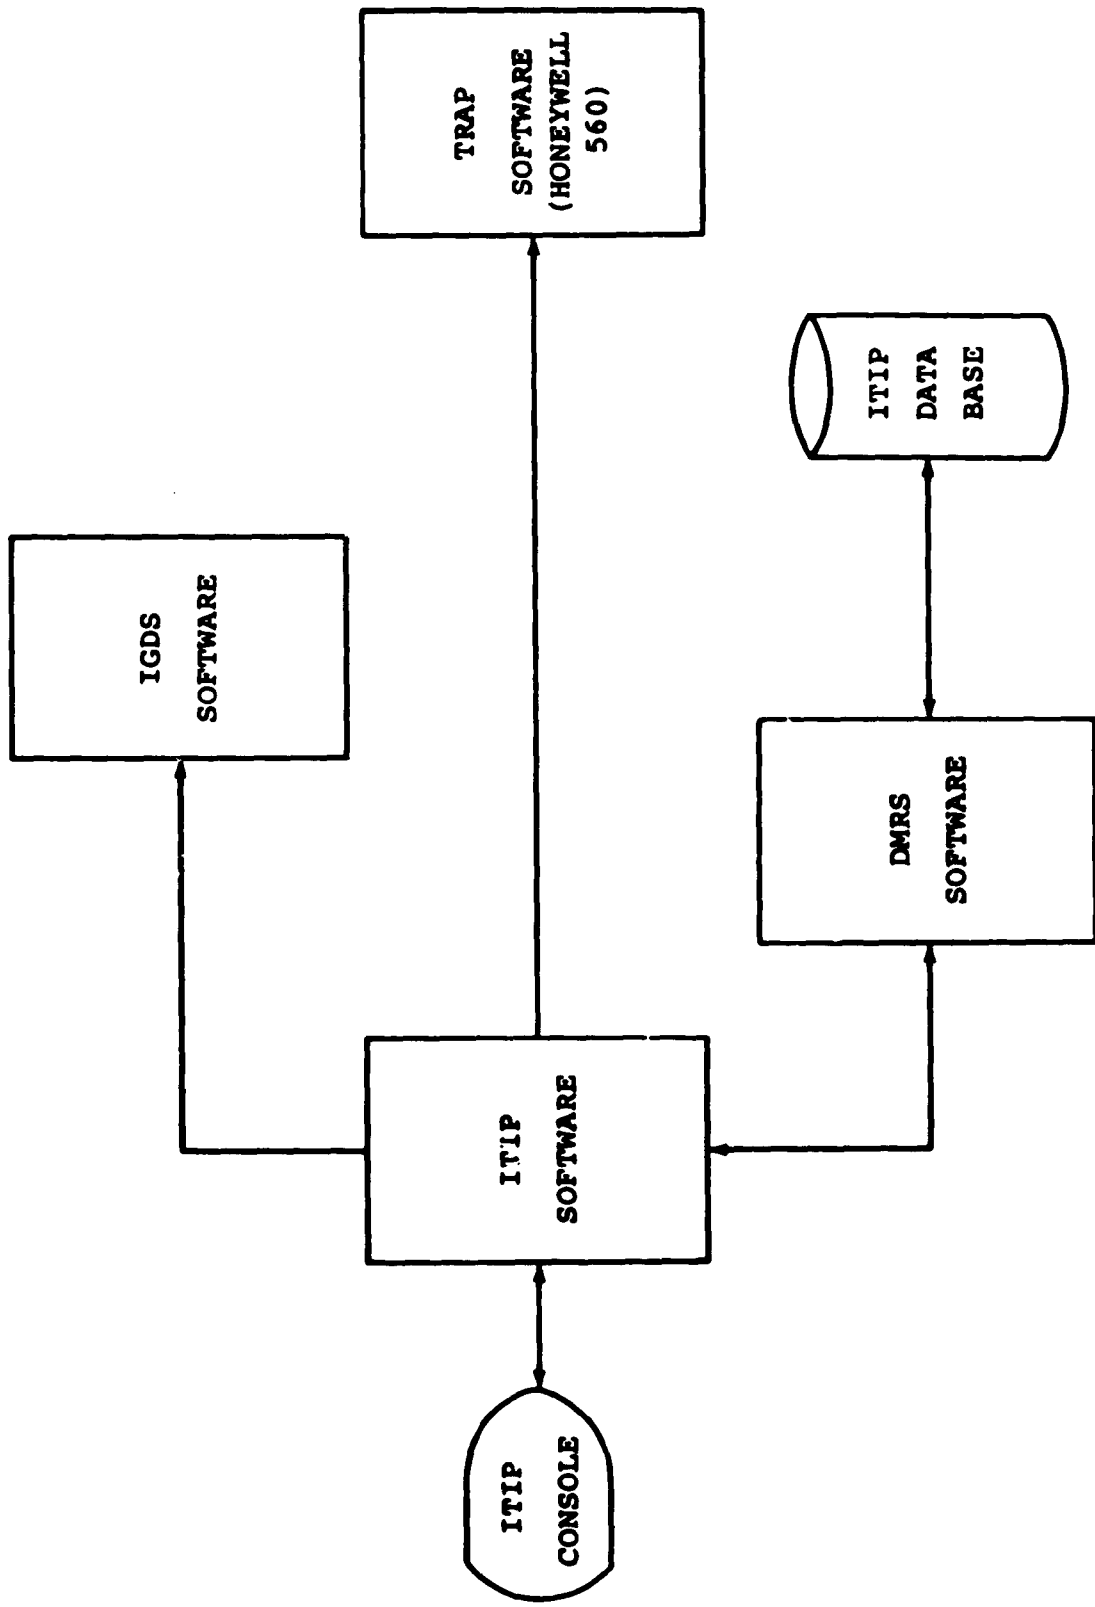 IGDS
SOFTWARE
ITIP
CONSOLE
ITIP
SOFTWARE
TRAP
SOFTWARE
(HONEYWELL
560)
DMRS
SOFTWARE
ITIP
DATA
BASE